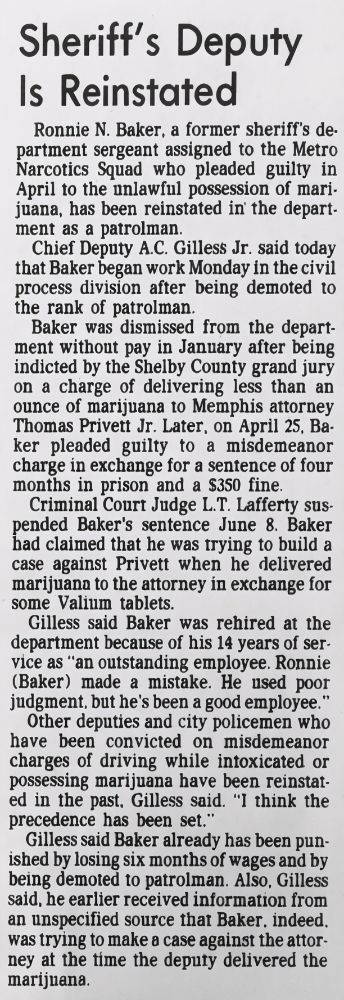 Sheriff's Deputy
Is Reinstated
Ronnie N. Baker, a former sheriff's de-
partment sergeant assigned to the Metro
Narcotics Squad who pleaded guilty in
April to the unlawful possession of mari-
juana, has been reinstated in the depart-
ment as a patrolman.
Chief Deputy A.C. Gilless Jr. said today
that Baker began work Monday in the civil
process division after being demoted to
the rank of patrolman.
Baker was dismissed from the depart-
ment without pay in January after being
indicted by the Shelby County grand jury
on a charge of delivering less than an
ounce of marijuana to Memphis attorney
Thomas Privett Jr. Later, on April 25, Ba-
ker pleaded guilty to a misdemeanor
charge in exchange for a sentence of four
months in prison and a $350 fine.
Criminal Court Judge L.T. Lafferty sus-
pended Baker's sentence June 8. Baker
had claimed that he was trying to build a
case against Privett when he delivered
marijuana to the attorney in exchange for
some Valium tablets.
Gilless said Baker was rehired at the
department because of his 14 years of ser-
vice as "an outstanding employee. Ronnie
(Baker) made a mistake. He used poor
judgment, but he's been a good employee."
Other deputies and city policemen who
have been convicted on misdemeanor
charges of driving while intoxicated or
possessing marijuana have been reinstat-
ed in the past, Gilless said. "I think the
precedence has been set."
Gilless said Baker already has been pun-
ished by losing six months of wages and by
being demoted to patrolman. Also, Gilless
said, he earlier received information from
an unspecified source that Baker, indeed,
was trying to make a case against the attor-
ney at the time the deputy delivered the
marijuana.